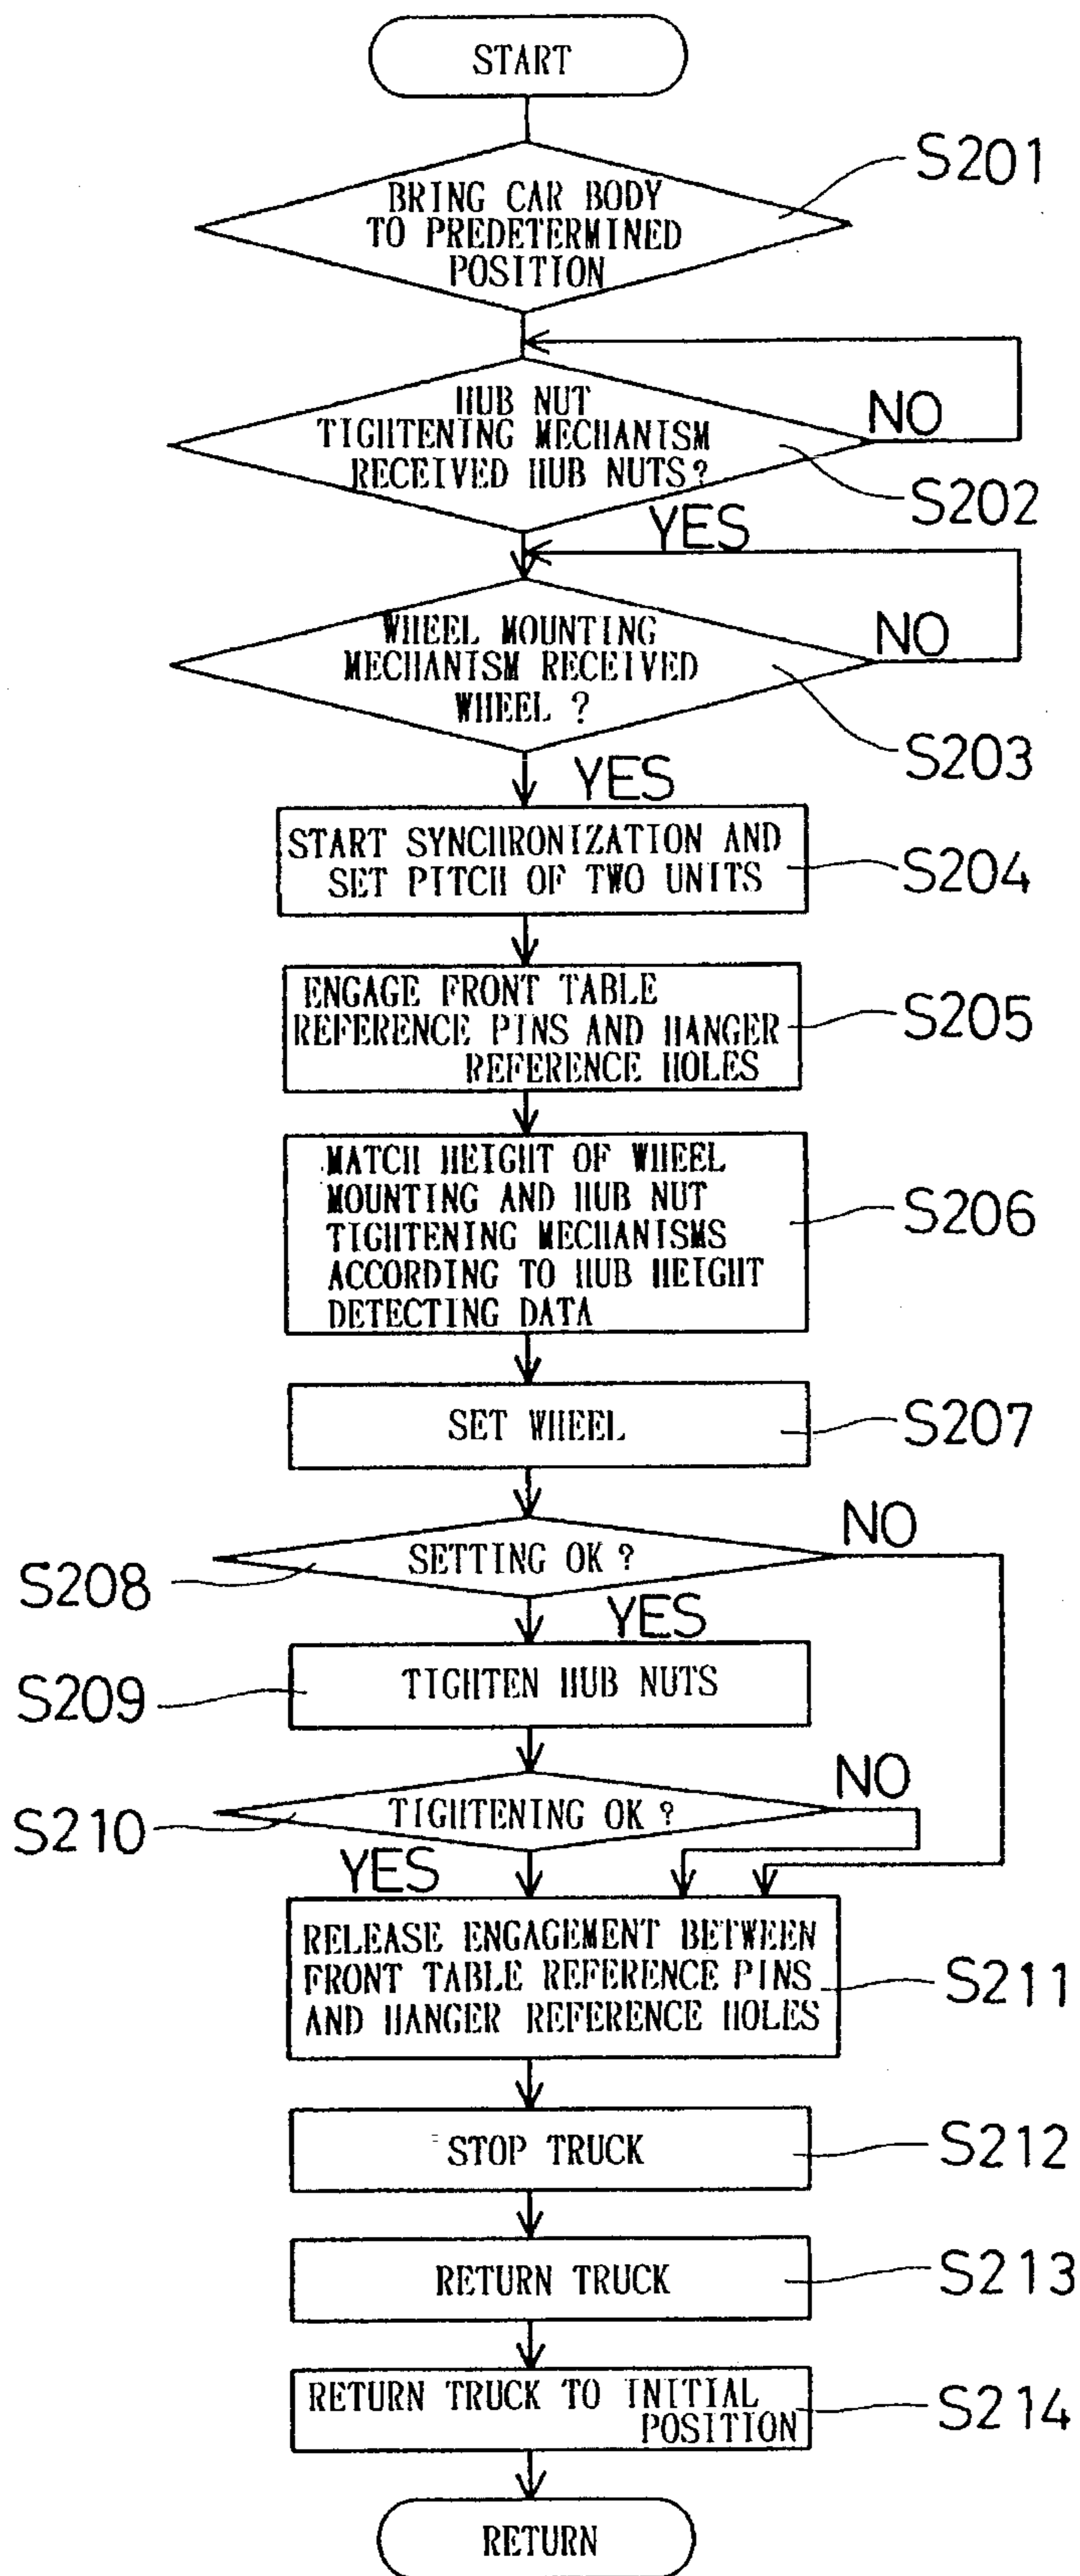 START
BRING CAR BODY
TO PREDETERMINED
POSITION
S201
HUB NUT
TIGHTENING MECHANISM
RECEIVED HUB NUTS?
NO
S202
YES
WHEEL MOUNTING
MECHANISM RECEIVED
WHEEL ?
NO
S203
YES
START SYNCHRONIZATION AND
SET PITCH OF TWO UNITS
S204
ENGAGE FRONT TABLE
REFERENCE PINS AND HANGER
REFERENCE HOLES
S205
MATCH HEIGHT OF WHEEL
MOUNTING AND HUB NUT
TIGHTENING MECHANISMS
ACCORDING TO HUB HEIGHT
DETECTING DATA
S206
SET WHEEL
S207
SETTING OK ?
NO
S208
YES
TIGHTEN HUB NUTS
S209
TIGHTENING OK ?
NO
S210
YES
RELEASE ENGAGEMENT BETWEEN
FRONT TABLE REFERENCE PINS
AND HANGER REFERENCE HOLES
S211
STOP TRUCK
S212
RETURN TRUCK
S213
RETURN TRUCK TO INITIAL
POSITION
S214
RETURN